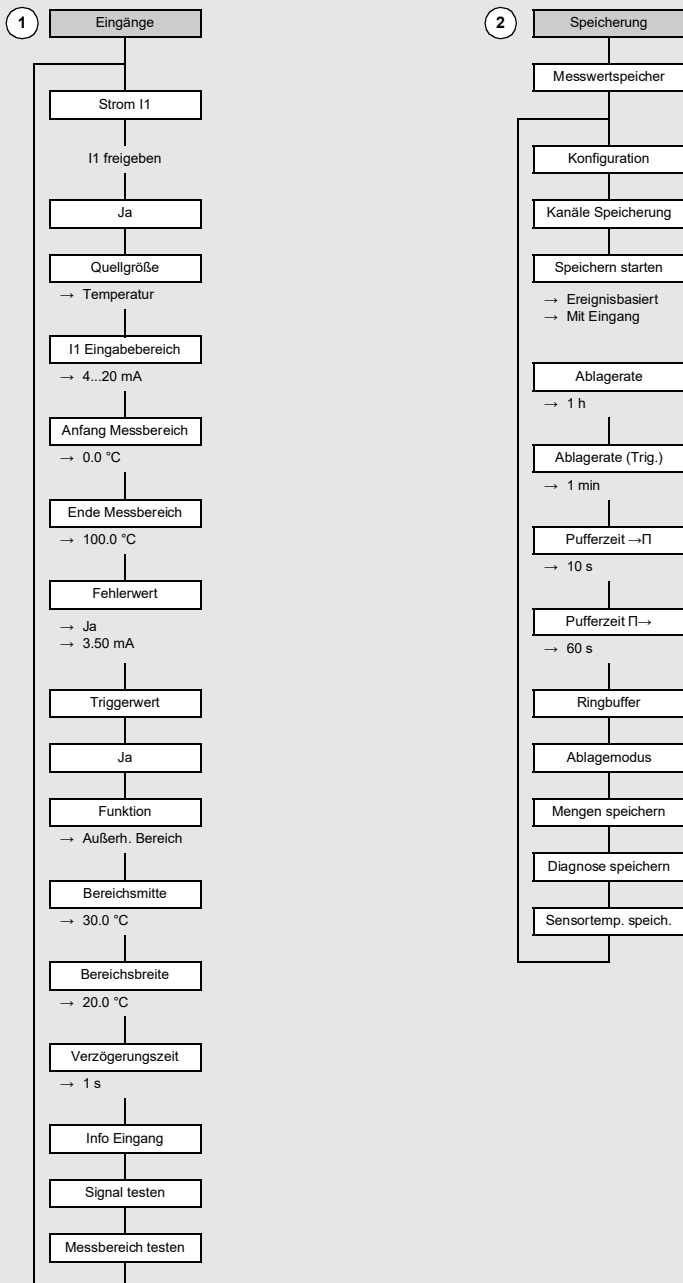 1
Eingänge
Strom I1
I1 freigeben
Ja
Quellgröße
→ Temperatur
I1 Eingabebereich
→ 4...20 mA
Anfang Messbereich
→ 0.0 °C
Ende Messbereich
→ 100.0 °C
Fehlerwert
→ Ja
→ 3.50 mA
Triggerwert
Ja
Funktion
→ Außerh. Bereich
Bereichsmitte
→ 30.0 °C
Bereichsbreite
→ 20.0 °C
Verzögerungszeit
→ 1 s
Info Eingang
Signal testen
Messbereich testen
2
Speicherung
Messwertspeicher
Konfiguration
Kanäle Speicherung
Speichern starten
→ Ereignisbasiert
→ Mit Eingang
Ablagerate
→ 1 h
Ablagerate (Trig.)
→ 1 min
Pufferzeit →Π
→ 10 s
Pufferzeit Π→
→ 60 s
Ringbuffer
Ablagemodus
Mengen speichern
Diagnose speichern
Sensortemp. speich.